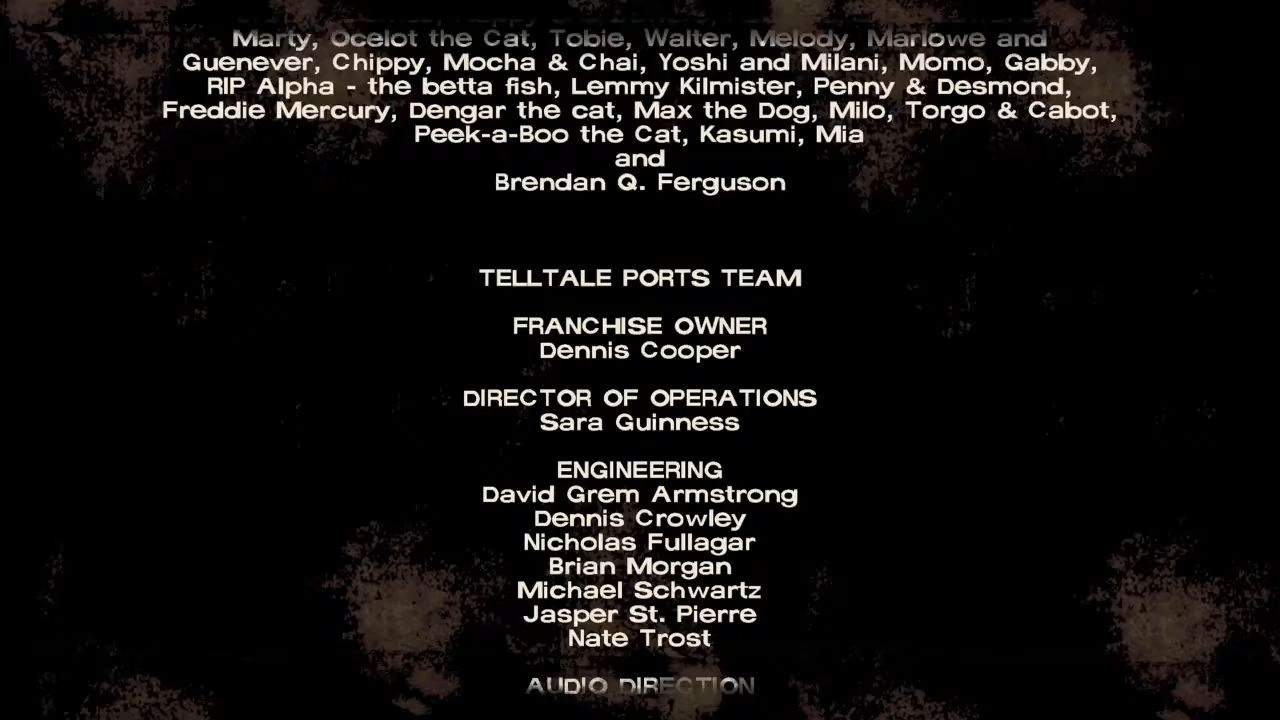 Marty, Ocelot the Cat, Tobie, Walter, Melody, Marlowe and
Guenever, Chippy, Mocha & Chai, Yoshi and Milani, Momo, Gabby,
RIP Alpha - the betta fish, Lemmy Kilmister, Penny & Desmond,
Freddie Mercury, Dengar the cat, Max the Dog, Milo, Torgo & Cabot,
Peek-a-Boo the Cat, Kasumi, Mia
and
Brendan Q. Ferguson
TELLTALE PORTS TEAM
FRANCHISE OWNER
Dennis Cooper
DIRECTOR OF OPERATIONS
Sara Guinness
ENGINEERING
David Grem Armstrong
Dennis Crowley
Nicholas Fullagar
Brian Morgan
Michael Schwartz
Jasper St. Pierre
Nate Trost
AUDIO DIRECTION